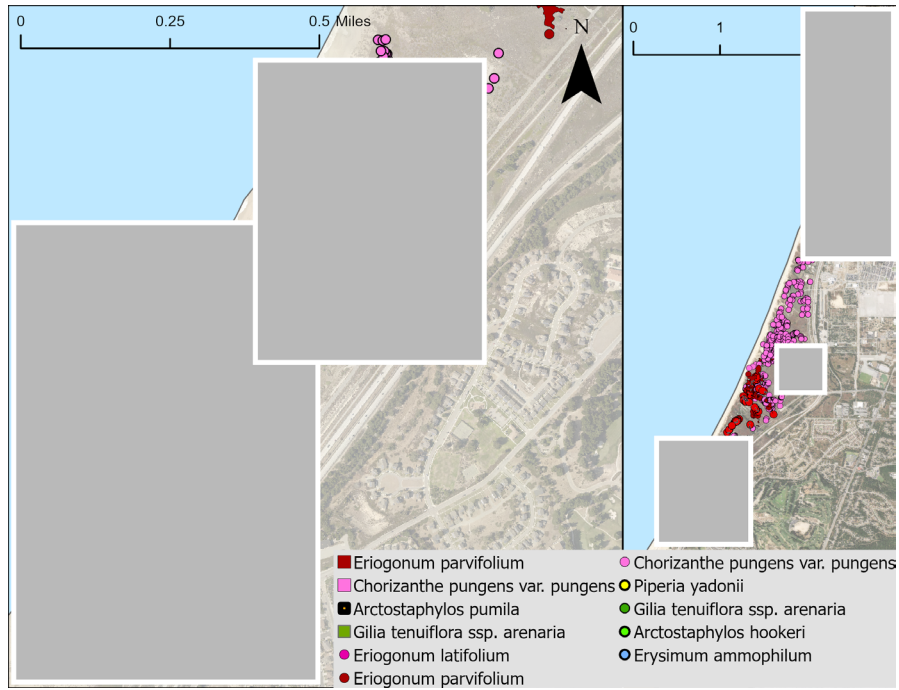 0 0.25 0.5 Miles
N
0 1
Eriogonum parvifolium
Chorizanthe pungens var. pungens
Arctostaphylos pumila
Gilia tenuiflora ssp. arenaria
Eriogonum latifolium
Eriogonum parvifolium
Chorizanthe pungens var. pungens
Piperia yadonii
Gilia tenuiflora ssp. arenaria
Arctostaphylos hookeri
Erysimum ammophilum